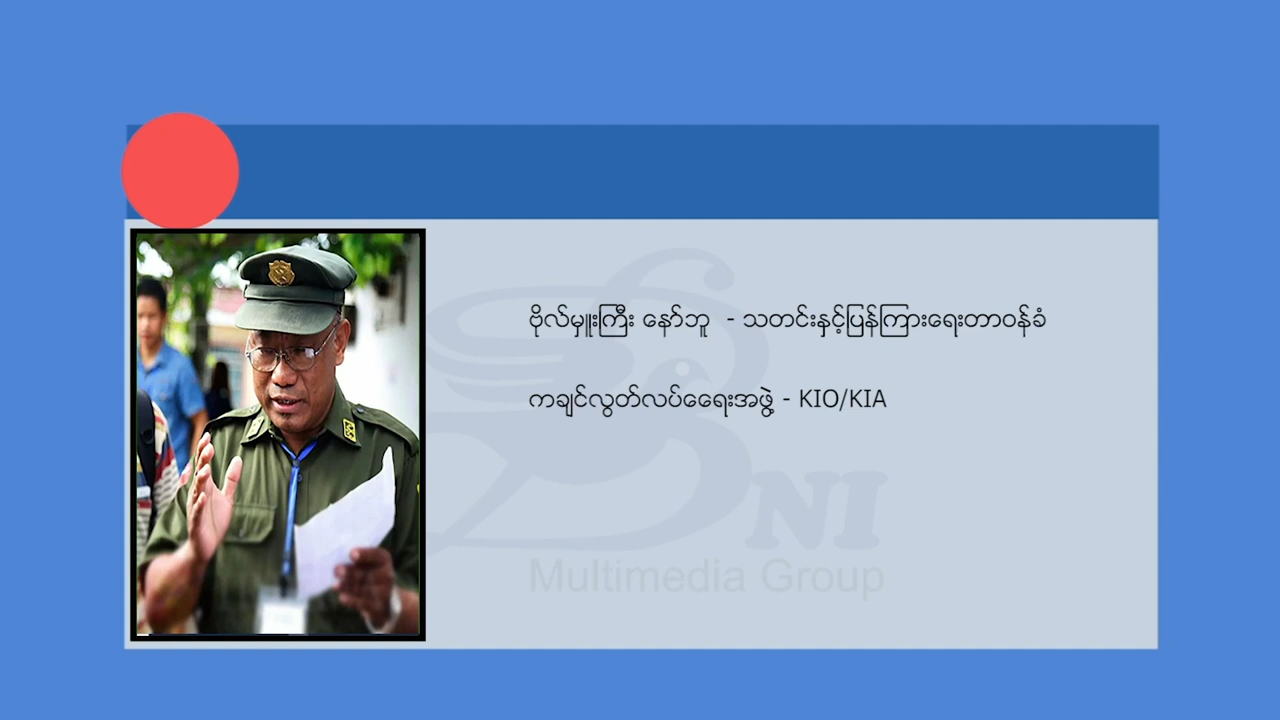 ဗိုလ်မှူးကြီး နော်ဘူ - သတင်းနှင့်ပြန်ကြားရေးတာဝန်ခံ
ကချင်လွတ်လပ်ရေေးအဖွဲ့ - KIO/KIA
BNI
Multimedia Group